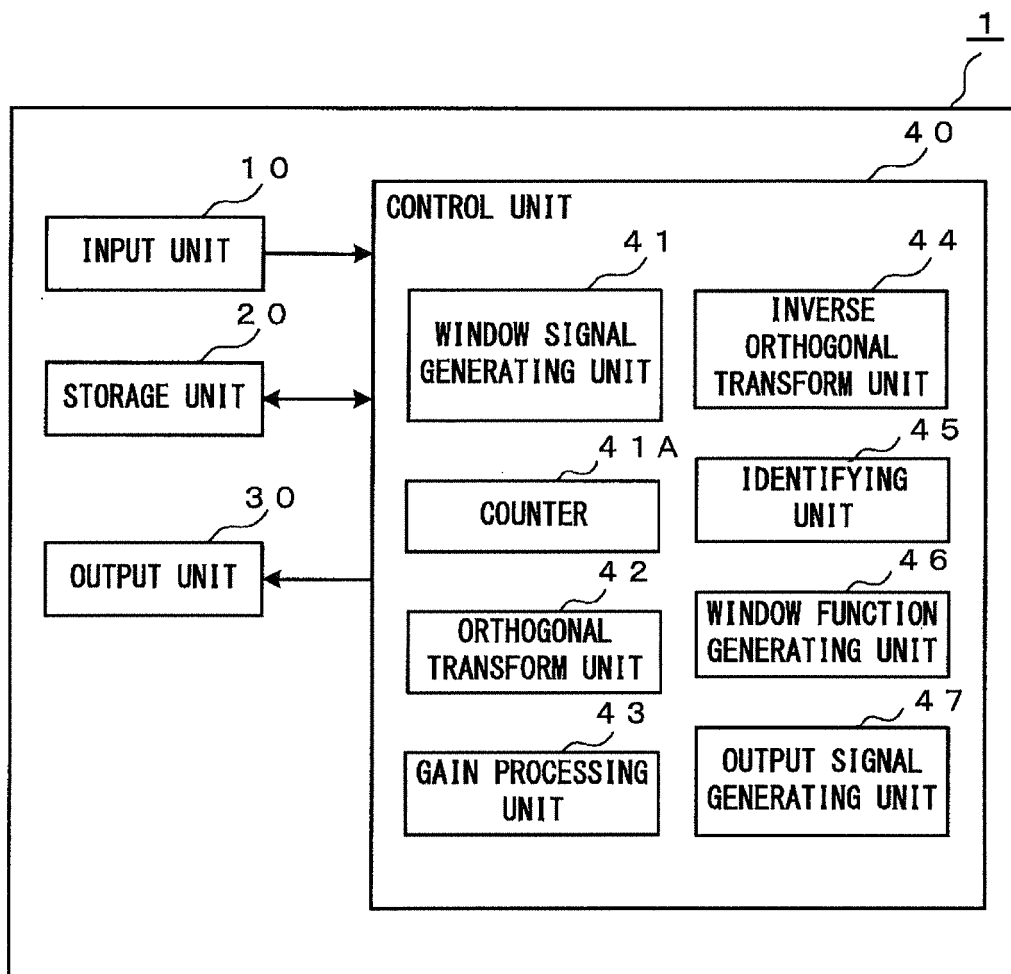 1
40
10
INPUT UNIT
20
STORAGE UNIT
30
OUTPUT UNIT
CONTROL UNIT
41
WINDOW SIGNAL
GENERATING UNIT
41A
COUNTER
42
ORTHOGONAL
TRANSFORM UNIT
43
GAIN PROCESSING
UNIT
44
INVERSE
ORTHOGONAL
TRANSFORM UNIT
45
IDENTIFYING
UNIT
46
WINDOW FUNCTION
GENERATING UNIT
47
OUTPUT SIGNAL
GENERATING UNIT